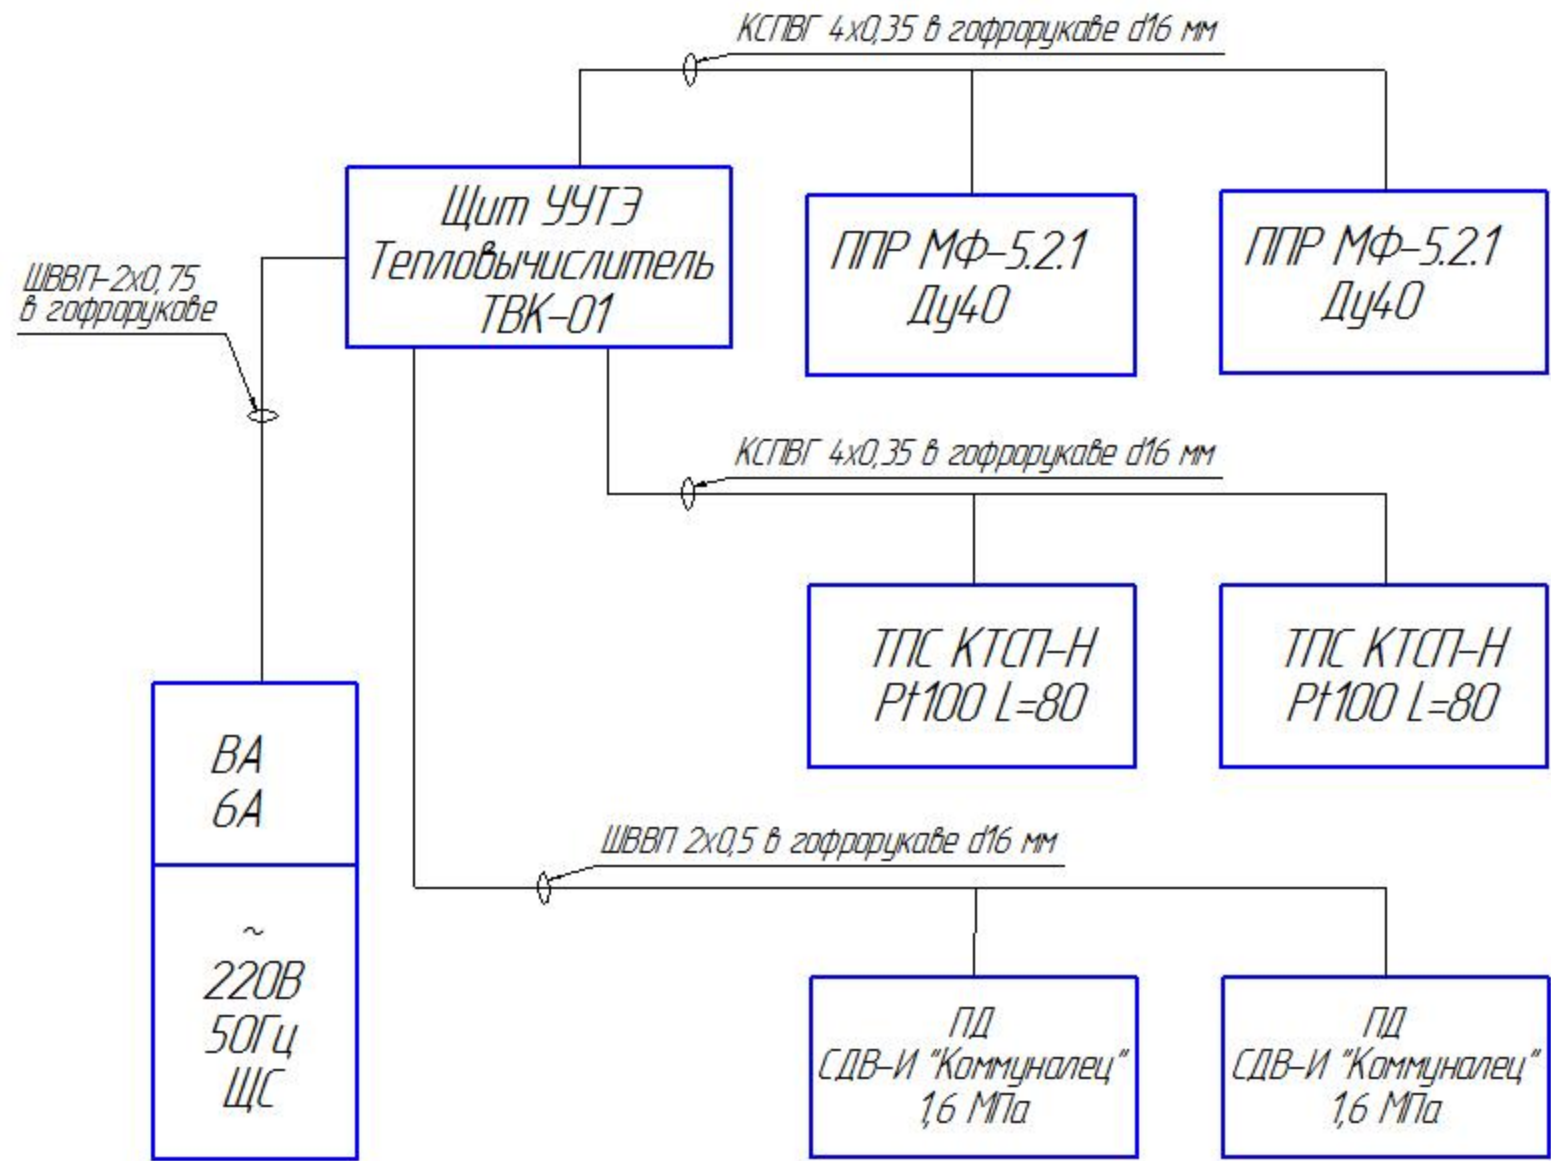 КСПВГ 4х0,35 в гофрорукаве d16 мм
Щит УУТЭ
Тепловычислитель
ТВК-01
ППР МФ-5.2.1
Ду40
ППР МФ-5.2.1
Ду40
ШВВП-2х0,75
в гофрорукаве
КСПВГ 4х0,35 в гофрорукаве d16 мм
ТПС КТСП-Н
Pt100 L=80
ТПС КТСП-Н
Pt100 L=80
ВА
6А
~
220В
50Гц
ЩС
ШВВП 2х0,5 в гофрорукаве d16 мм
ПД
СДВ-И "Коммуналец"
1,6 МПа
ПД
СДВ-И "Коммуналец"
1,6 МПа